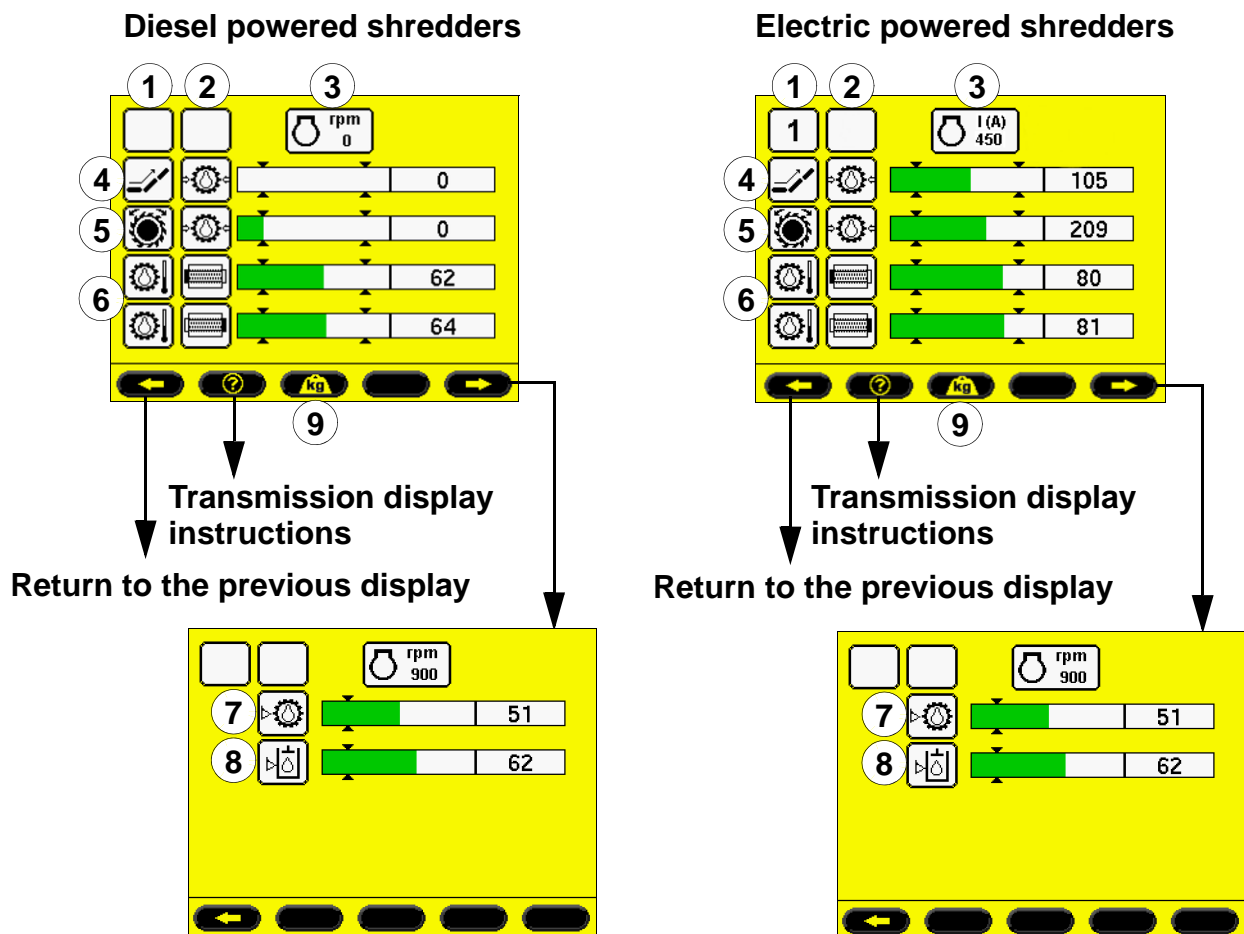 Diesel powered shredders
1 2 3
rpm
0
4 0
5 0
6 62
64
? kg
9
Transmission display
instructions
Return to the previous display
rpm
900
7 51
8 62
Electric powered shredders
1 2 3
1 I (A)
450
4 105
5 209
6 80
81
? kg
9
Transmission display
instructions
Return to the previous display
rpm
900
7 51
8 62